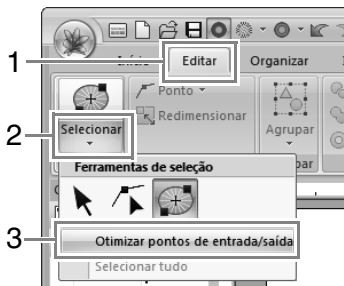 1
Início
Editar
Organizar
Ponto
Redimensionar
2
Selecionar
Agrupar
Ferramentas de seleção
3
Otimizar pontos de entrada/saída
Selecionar tudo